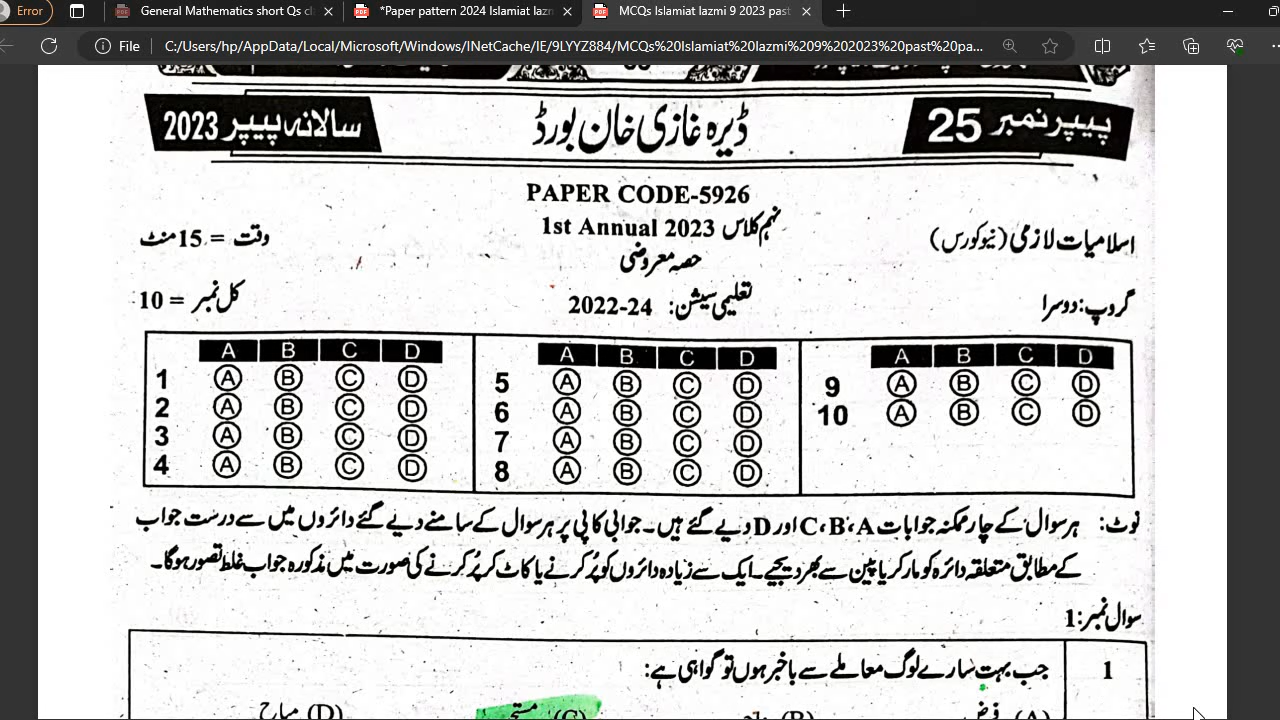 Error
General Mathematics short Qs cl
*Paper pattern 2024 Islamiat laz
MCQs Islamiat lazmi 9 2023 past
File C:/Users/hp/AppData/Local/Microsoft/Windows/INetCache/IE/9LYYZ884/MCQs%20Islamiat%20lazmi%209%202023%20past%20pa...
پیپر نمبر 25
ڈیرہ غازی خان بورڈ
سالانہ پیپر 2023
PAPER CODE-5926
اسلامیات لازمی (نیو کورس)
نہم کلاس 1st Annual 2023
وقت = 15 منٹ
حصہ معروضی
گروپ: دوسرا
تعلیمی سیشن: 2022-24
کل نمبر = 10
A B C D A B C D A B C D
1 A B C D 5 A B C D 9 A B C D
2 A B C D 6 A B C D 10 A B C D
3 A B C D 7 A B C D
4 A B C D 8 A B C D
نوٹ: ہر سوال کے چار ممکنہ جوابات C، B، A اور D دیے گئے ہیں۔ جوابی کاپی پر ہر سوال کے سامنے دیے گئے دائروں میں سے درست جواب
کے مطابق متعلقہ دائرہ کو مارکر یا پین سے بھر دیجیے۔ ایک سے زیادہ دائروں کو پُر کرنے یا کاٹ کر پُر کرنے کی صورت میں مذکورہ جواب غلط تصور ہوگا۔
سوال نمبر: 1
1 جب بہت سارے لوگ معاملے سے باخبر ہوں تو گواہی ہے:
(A) فرض (B) (C) (D) مباح